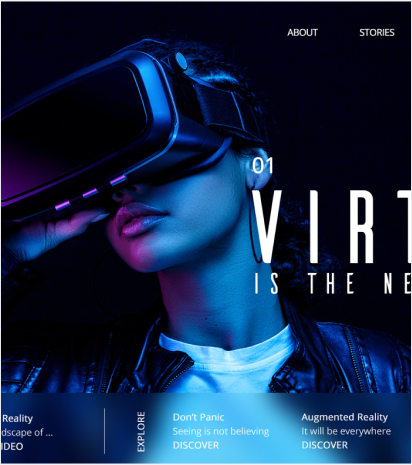 ABOUT STORIES
01
VIRT
IS THE NE
Reality
dscape of ...
IDEO
EXPLORE
Don't Panic
Seeing is not believing
DISCOVER
Augmented Reality
It will be everywhere
DISCOVER